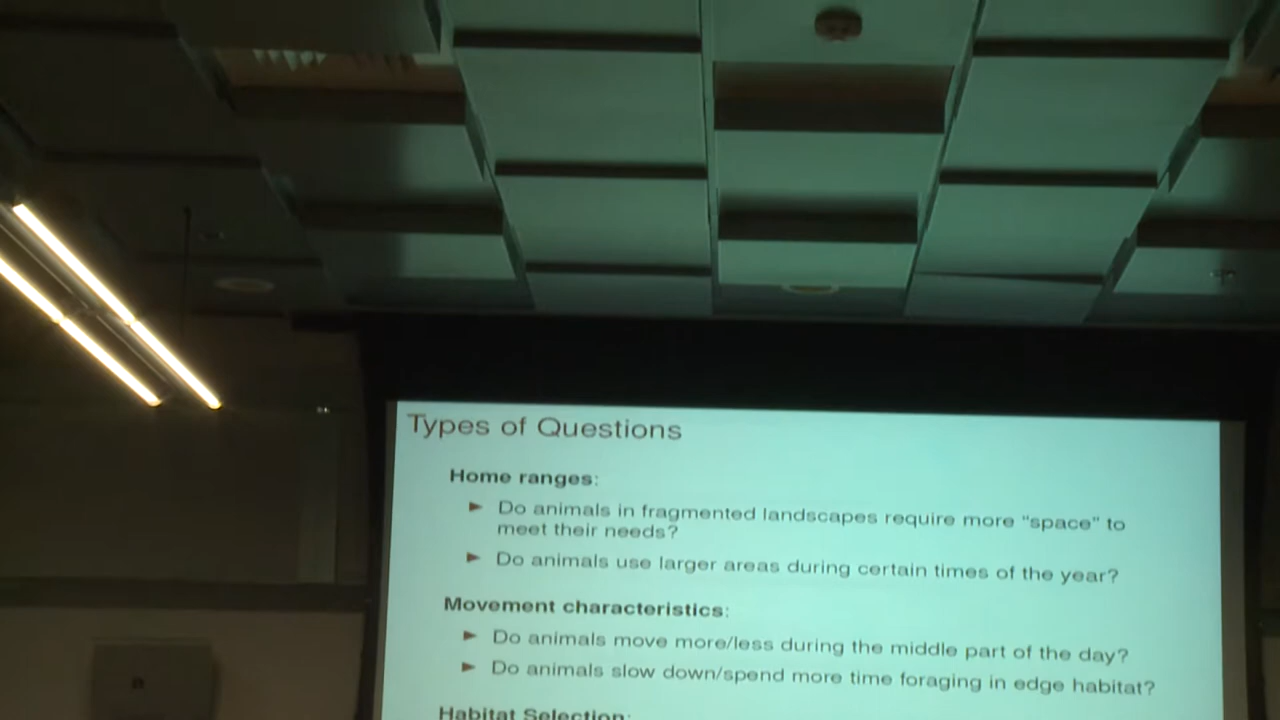 Types of Questions
Home ranges:
► Do animals in fragmented landscapes require more "space" to
meet their needs?
► Do animals use larger areas during certain times of the year?
Movement characteristics:
► Do animals move more/less during the middle part of the day?
► Do animals slow down/spend more time foraging in edge habitat?
Habitat Selection: